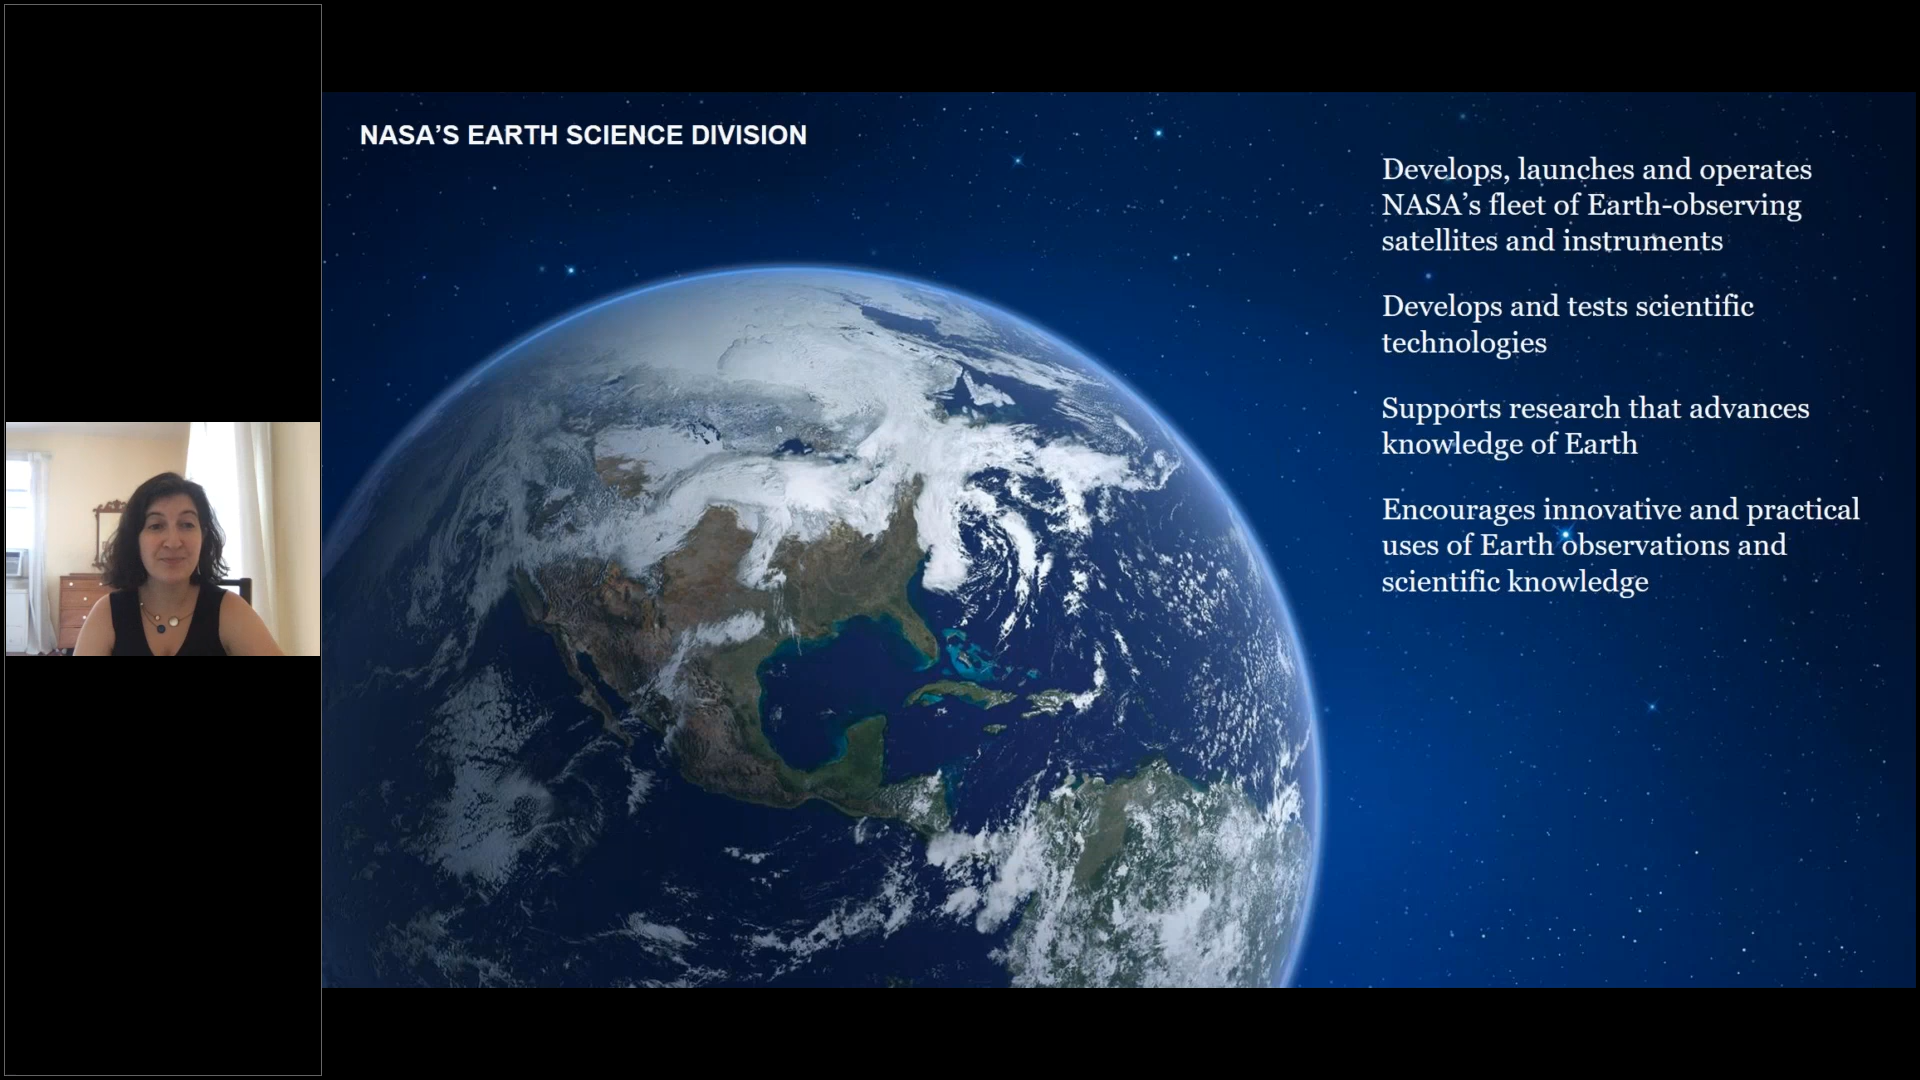 NASA’S EARTH SCIENCE DIVISION
Develops, launches and operates
NASA’s fleet of Earth-observing
satellites and instruments
Develops and tests scientific
technologies
Supports research that advances
knowledge of Earth
Encourages innovative and practical
uses of Earth observations and
scientific knowledge